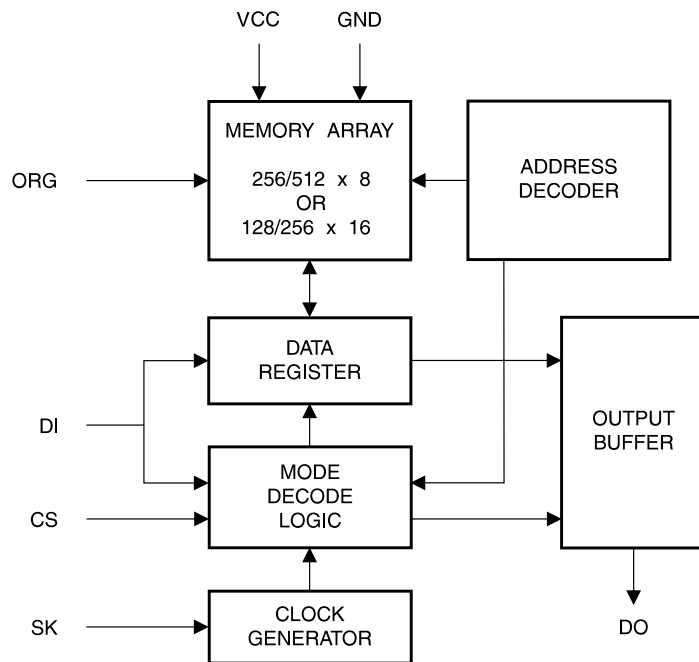 VCC
GND
MEMORY ARRAY
256/512 x 8
OR
128/256 x 16
ADDRESS
DECODER
ORG
DATA
REGISTER
DI
OUTPUT
BUFFER
MODE
DECODE
LOGIC
CS
CLOCK
GENERATOR
SK
DO